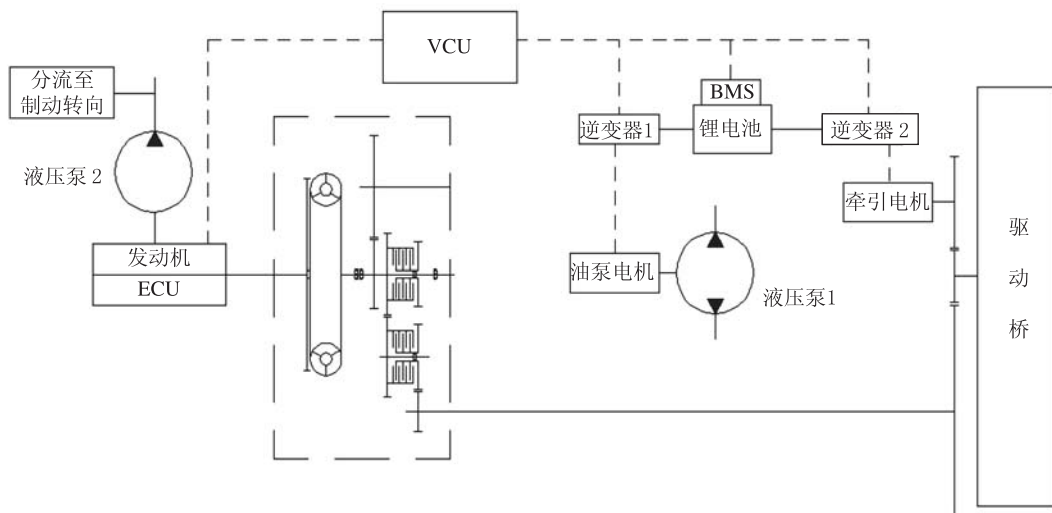 VCU
分流至
制动转向
BMS
逆变器1
锂电池
逆变器 2
液压泵 2
牵引电机
发动机
ECU
油泵电机
液压泵1
驱
动
桥